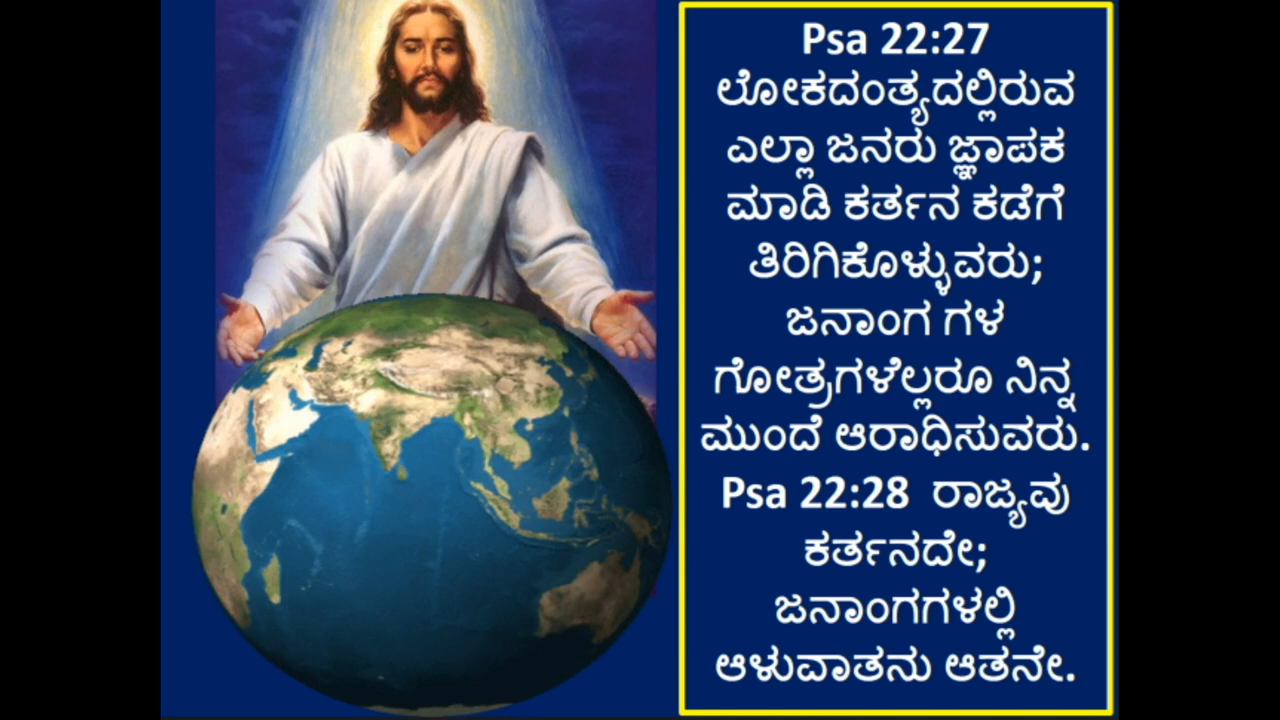 Psa 22:27
ಲೋಕದಂತ್ಯದಲ್ಲಿರುವ
ಎಲ್ಲಾ ಜನರು ಜ್ಞಾಪಕ
ಮಾಡಿ ಕರ್ತನ ಕಡೆಗೆ
ತಿರಿಗಿಕೊಳ್ಳುವರು;
ಜನಾಂಗ ಗಳ
ಗೋತ್ರಗಳೆಲ್ಲರೂ ನಿನ್ನ
ಮುಂದೆ ಆರಾಧಿಸುವರು.
Psa 22:28 ರಾಜ್ಯವು
ಕರ್ತನದೇ;
ಜನಾಂಗಗಳಲ್ಲಿ
ಆಳುವಾತನು ಆತನೇ.